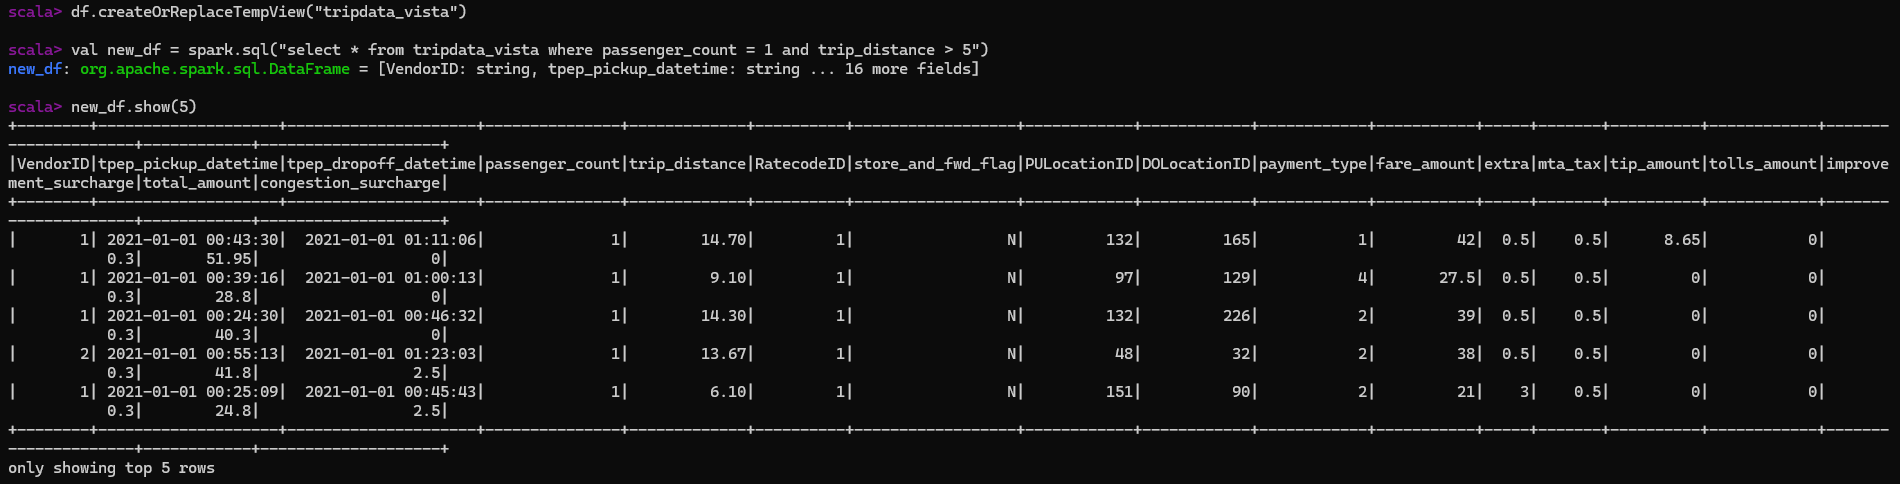 scala> df.createOrReplaceTempView("tripdata_vista")
scala> val new_df = spark.sql("select * from tripdata_vista where passenger_count = 1 and trip_distance > 5")
new_df: org.apache.spark.sql.DataFrame = [VendorID: string, tpep_pickup_datetime: string ... 16 more fields]
scala> new_df.show(5)
+--------+--------------------+---------------------+---------------+-------------+----------+------------------+------------+------------+------------+-----------+-----+-------+----------+------------+-------
--------------+------------+--------------------+
|VendorID|tpep_pickup_datetime|tpep_dropoff_datetime|passenger_count|trip_distance|RatecodeID|store_and_fwd_flag|PULocationID|DOLocationID|payment_type|fare_amount|extra|mta_tax|tip_amount|tolls_amount|improve
ment_surcharge|total_amount|congestion_surcharge|
+--------+--------------------+---------------------+---------------+-------------+----------+------------------+------------+------------+------------+-----------+-----+-------+----------+------------+-------
--------------+------------+--------------------+
|       1| 2021-01-01 00:43:30|  2021-01-01 01:11:06|              1|        14.70|         1|                 N|         132|         165|           1|         42|  0.5|    0.5|      8.65|           0|
           0.3|       51.95|                   0|
|       1| 2021-01-01 00:39:16|  2021-01-01 01:00:13|              1|         9.10|         1|                 N|          97|         129|           4|       27.5|  0.5|    0.5|         0|           0|
           0.3|        28.8|                   0|
|       1| 2021-01-01 00:24:30|  2021-01-01 00:46:32|              1|        14.30|         1|                 N|         132|         226|           2|         39|  0.5|    0.5|         0|           0|
           0.3|        40.3|                   0|
|       2| 2021-01-01 00:55:13|  2021-01-01 01:23:03|              1|        13.67|         1|                 N|          48|          32|           2|         38|  0.5|    0.5|         0|           0|
           0.3|        41.8|                 2.5|
|       1| 2021-01-01 00:25:09|  2021-01-01 00:45:43|              1|         6.10|         1|                 N|         151|          90|           2|         21|    3|    0.5|         0|           0|
           0.3|        24.8|                 2.5|
+--------+--------------------+---------------------+---------------+-------------+----------+------------------+------------+------------+------------+-----------+-----+-------+----------+------------+-------
--------------+------------+--------------------+
only showing top 5 rows